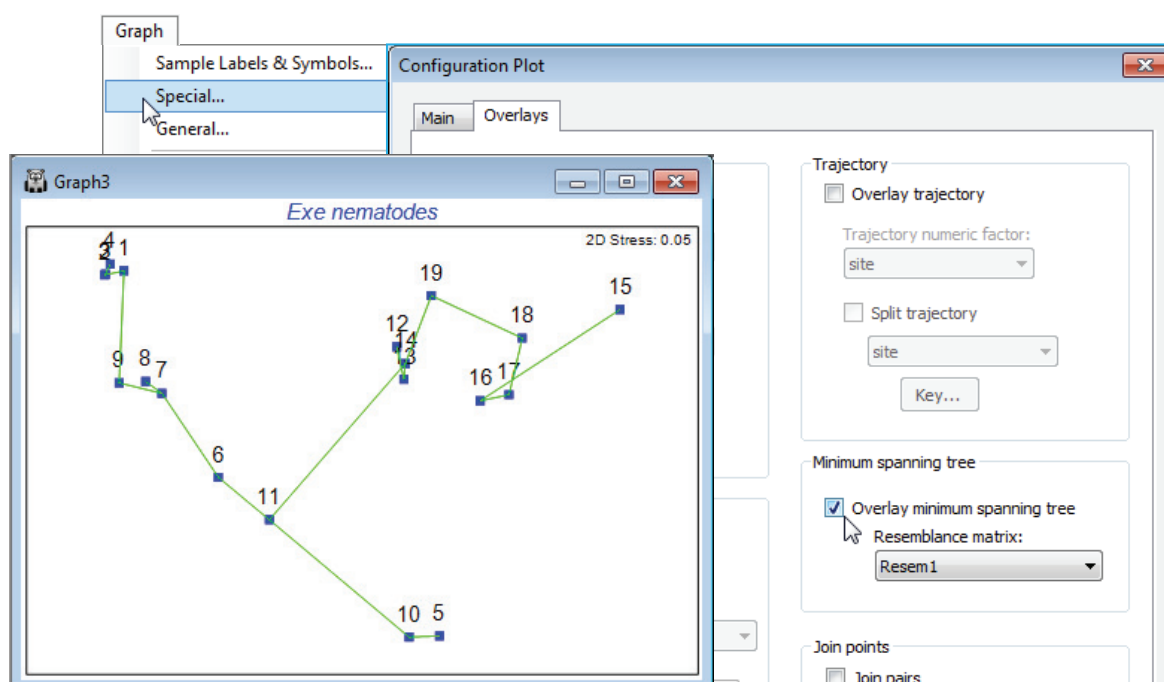 Graph
Sample Labels & Symbols...
Special...
General...
Configuration Plot
Main
Overlays
Graph3
Exe nematodes
2D Stress: 0.05
4
2
3
1
19
15
18
12
14
13
9
8
7
16
17
6
11
10
5
Trajectory
Overlay trajectory
Trajectory numeric factor:
site
Split trajectory
site
Key...
Minimum spanning tree
Overlay minimum spanning tree
Resemblance matrix:
Resem1
Join points
Join pairs